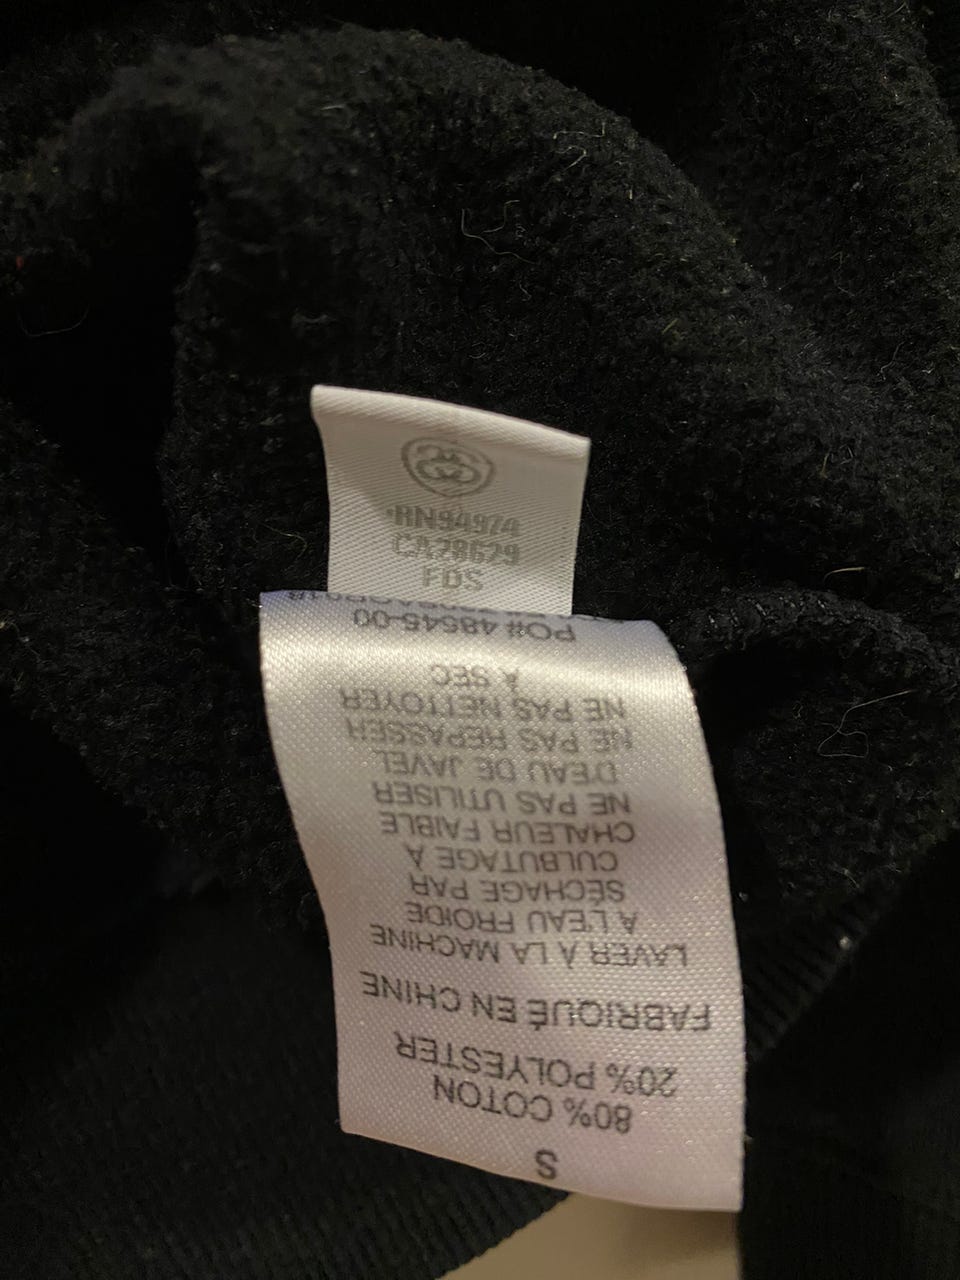 RN94974
CA28629
FDS
S
80% COTON
20% POLYESTER
FABRIQUÉ EN CHINE
LAVER À LA MACHINE
A L'EAU FROIDE
SÉCHAGE PAR
CULBUTAGE À
CHALEUR FAIBLE
NE PAS UTILISER
D'EAU DE JAVEL
NE PAS REPASSER
NE PAS NETTOYER
À SEC
PO# 48545-00